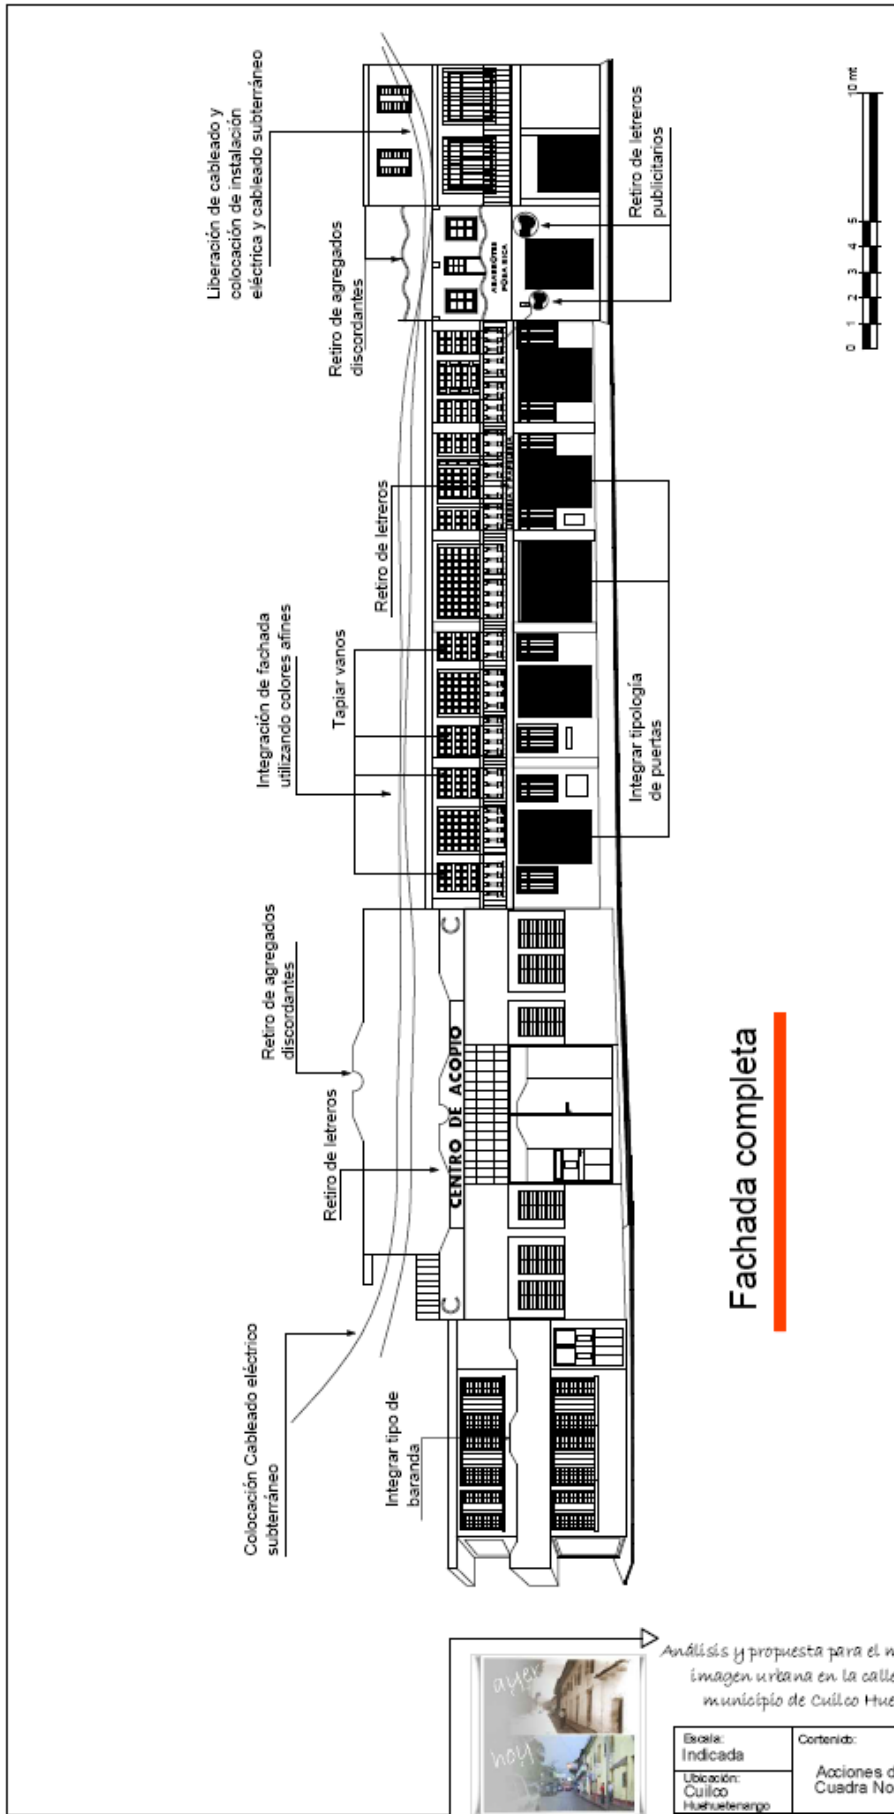 Liberación de cableado y
colocación de instalación
eléctrica y cableado subterráneo
Retiro de agregados
discordantes
Retiro de letreros
publicitarios
10 mt
5
4
3
2
1
0
ABARROTES
Retiro de letreros
Integración de fachada
utilizando colores afines
Tapiar vanos
Integrar tipología
de puertas
Retiro de agregados
discordantes
Retiro de letreros
C CENTRO DE ACOPIO C
Colocación Cableado eléctrico
subterráneo
Integrar tipo de
baranda
Fachada completa
ayer
hoy
Análisis y propuesta para el m
imagen urbana en la calle
municipio de Cuilco Hue
Escala:
Indicada
Ubicación:
Cuilco
Huehuetenango
Contenido:
Acciones d
Cuadra No